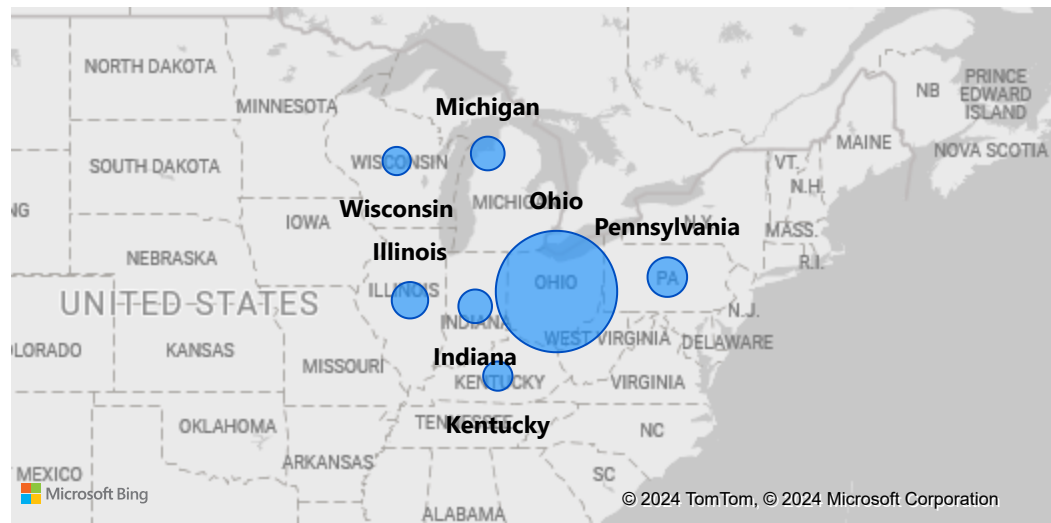 NORTH DAKOTA
MINNESOTA
Michigan
PRINCE
EDWARD
ISLAND
NB
MAINE
NOVA SCOTIA
SOUTH DAKOTA
WISCONSIN
VT.
N.H.
NG
IOWA
Wisconsin
MICHIGAN
Ohio
Pennsylvania
N.Y.
MASS.
NEBRASKA
Illinois
R.I.
UNITED STATES
ILLINOIS
OHIO
PA
INDIANA
N.J.
OLORADO
KANSAS
MISSOURI
Indiana
WEST VIRGINIA
DELAWARE
KENTUCKY
VIRGINIA
OKLAHOMA
TENNESSEE
Kentucky
NC
MEXICO
ARKANSAS
SC
Microsoft Bing
ALABAMA
© 2024 TomTom, © 2024 Microsoft Corporation